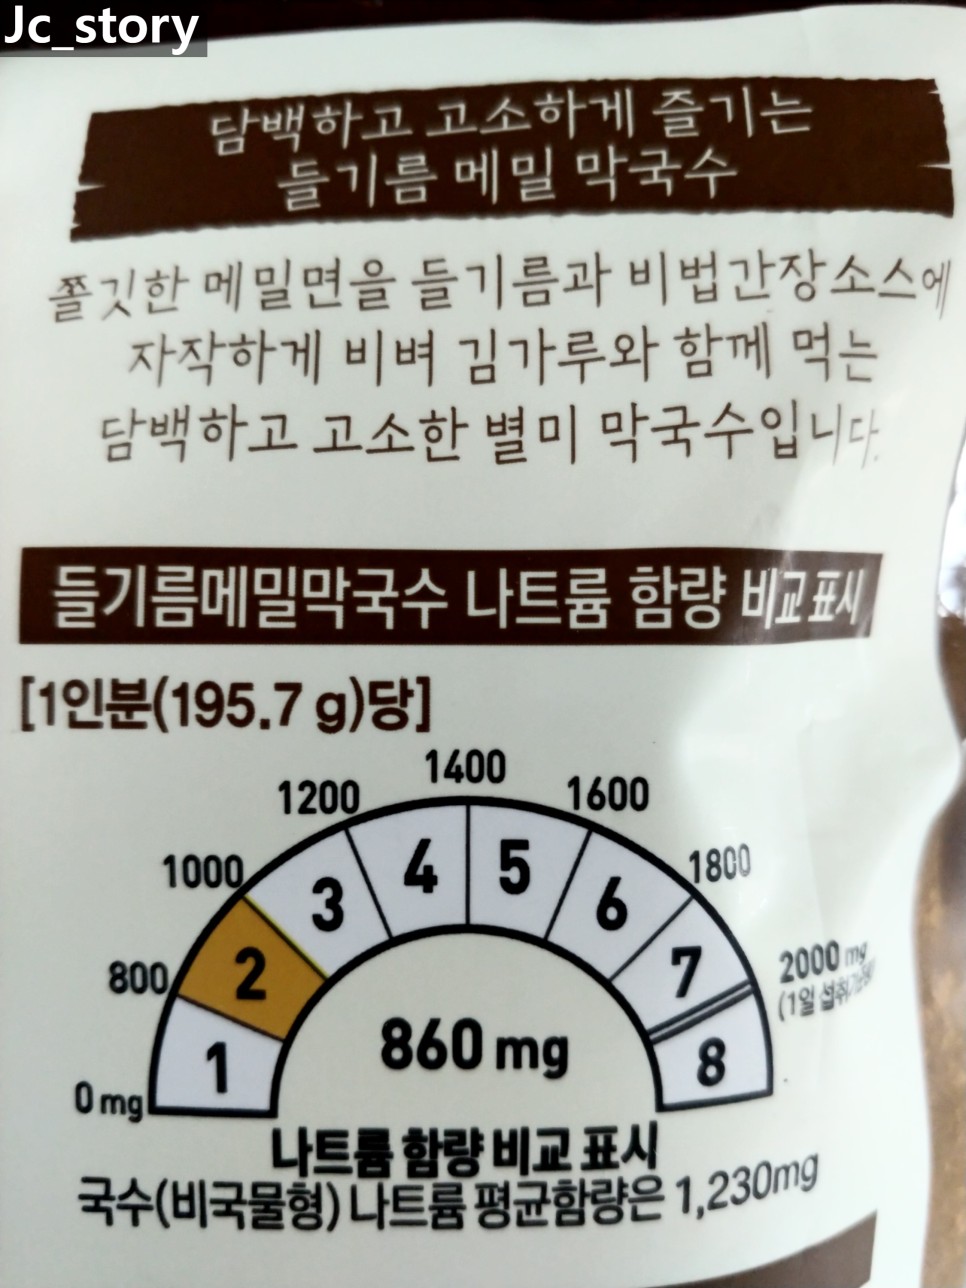 Jc_story
담백하고 고소하게 즐기는
들기름 메밀 막국수
쫄깃한 메밀면을 들기름과 비법간장소스에
자작하게 비벼 김가루와 함께 먹는
담백하고 고소한 별미 막국수입니다.
들기름메밀막국수 나트륨 함량 비교 표시
[1인분(195.7 g)당]
1400
1200 1600
1000 1800
4 5
3 6
2 7
800 2000 mg
(1일 섭취
860 mg
1 8
0 mg
나트륨 함량 비교 표시
국수(비국물형) 나트륨 평균함량은 1,230mg